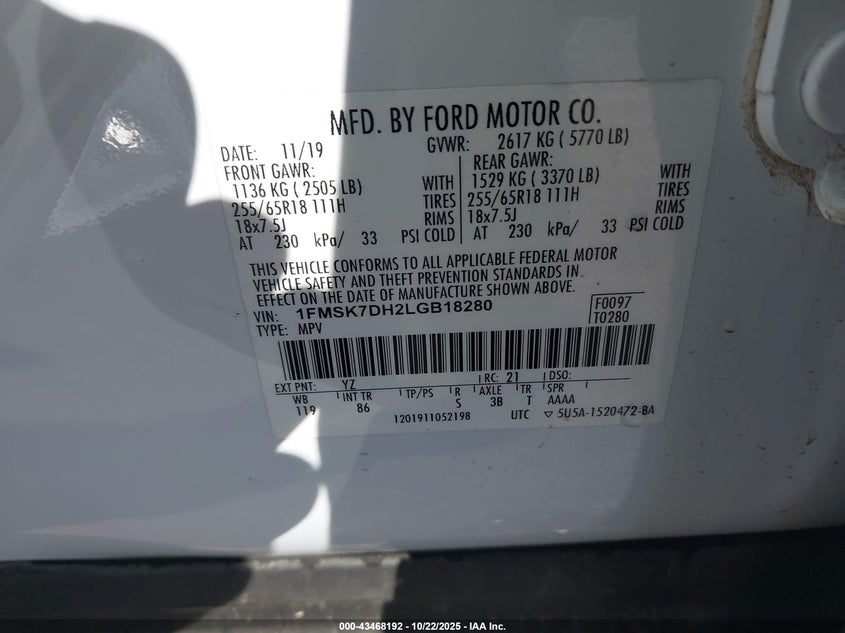 MFD. BY FORD MOTOR CO.
DATE: 11/19 GVWR: 2617 KG ( 5770 LB)
FRONT GAWR: REAR GAWR:
1136 KG ( 2505 LB) WITH 1529 KG ( 3370 LB) WITH
255/65R18 111H TIRES 255/65R18 111H TIRES
18x7.5J RIMS 18x7.5J RIMS
AT 230 kPa/ 33 PSI COLD AT 230 kPa/ 33 PSI COLD
THIS VEHICLE CONFORMS TO ALL APPLICABLE FEDERAL MOTOR
VEHICLE SAFETY AND THEFT PREVENTION STANDARDS IN
EFFECT ON THE DATE OF MANUFACTURE SHOWN ABOVE.
VIN: 1FMSK7DH2LGB18280 F0097
TYPE: MPV T0280
EXT PNT: YZ RC: 21 DSO:
WB INT TR TP/PS R AXLE TR SPR
119 86 S 3B T AAAA
1201911052198 UTC ▽ 5U5A-1520472-BA
000-43468192 - 10/22/2025 - IAA Inc.